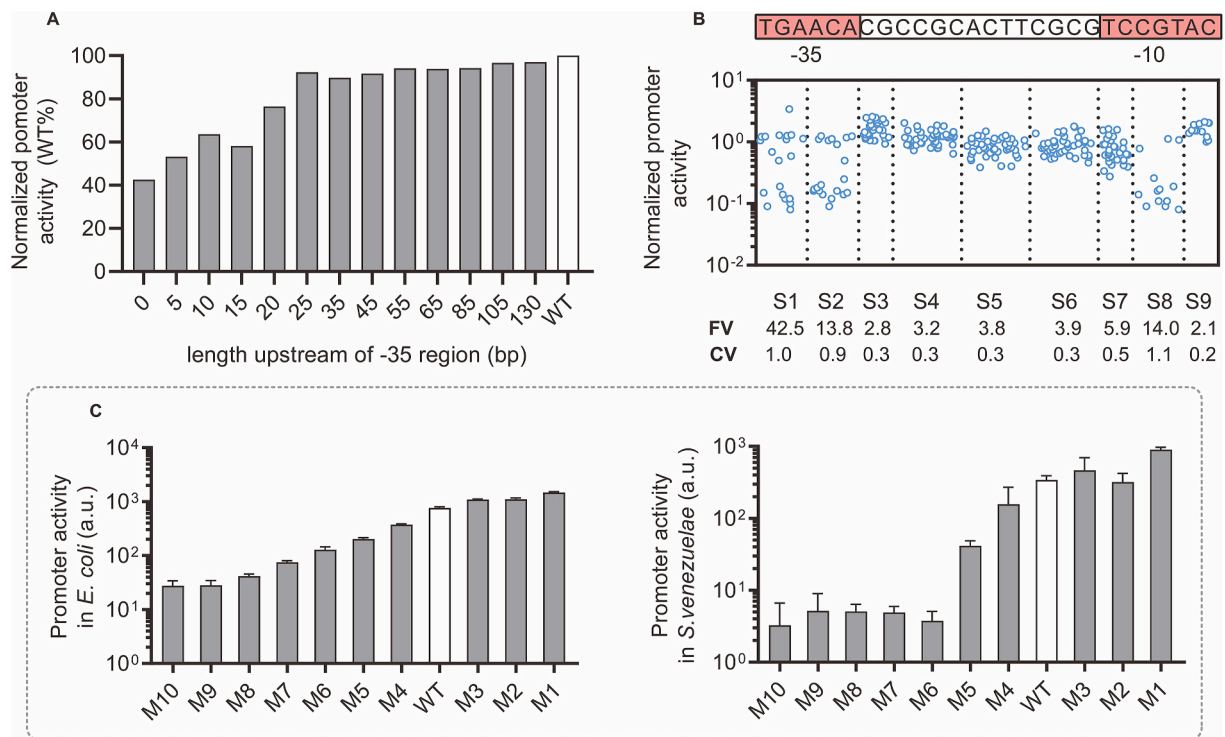 A
Normalized promoter
activity (WT%)
100
80
60
40
20
0
0 5 10 15 20 25 35 45 55 65 85 105 130 WT
length upstream of -35 region (bp)
B
TGAACACGCCGCACTTCGCGTCCGTAC
-35 -10
Normalized promoter
activity
10¹
10⁰
10⁻¹
10⁻²
S1 S2 S3 S4 S5 S6 S7 S8 S9
FV 42.5 13.8 2.8 3.2 3.8 3.9 5.9 14.0 2.1
CV 1.0 0.9 0.3 0.3 0.3 0.3 0.5 1.1 0.2
C
Promoter activity
in E. coli (a.u.)
10⁴
10³
10²
10¹
10⁰
M10 M9 M8 M7 M6 M5 M4 WT M3 M2 M1
Promoter activity
in S.venezuelae (a.u.)
10³
10²
10¹
10⁰
M10 M9 M8 M7 M6 M5 M4 WT M3 M2 M1